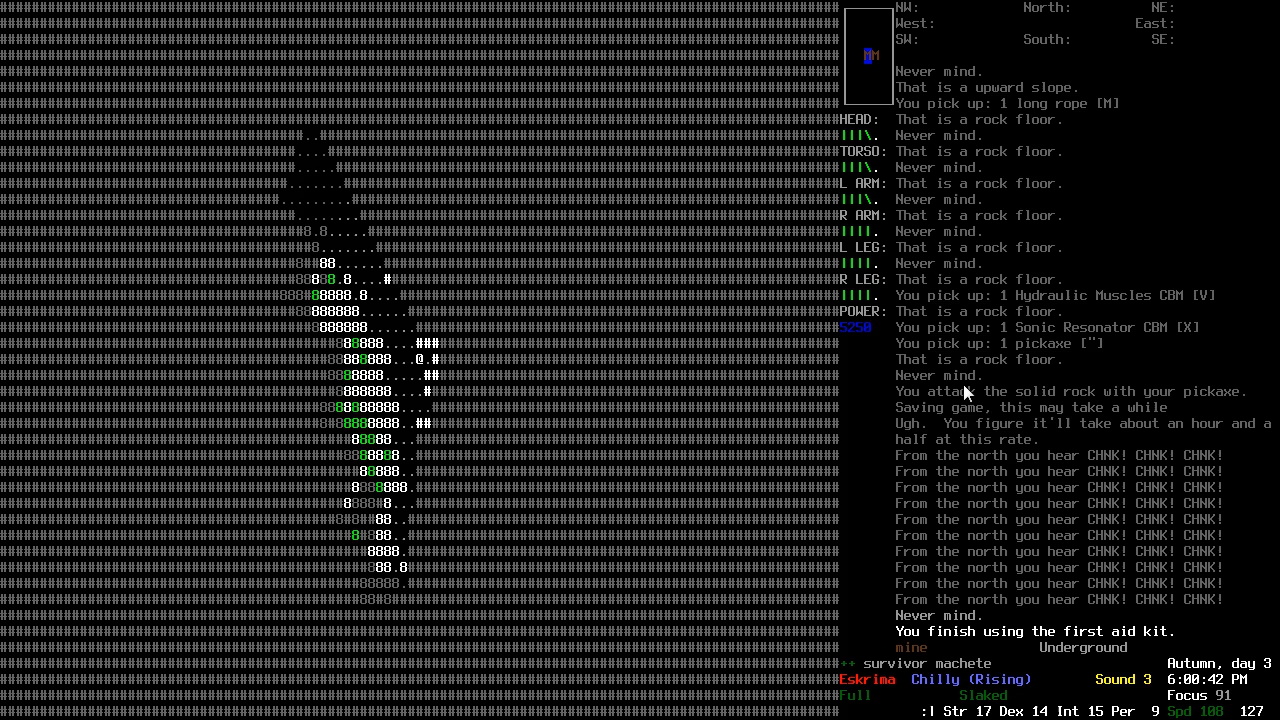 NW: North: NE:
West: East:
SW: South: SE:
MM
Never mind.
That is a upward slope.
You pick up: 1 long rope [M]
HEAD: That is a rock floor.
|||\. Never mind.
TORSO: That is a rock floor.
|||\. Never mind.
L ARM: That is a rock floor.
|||\. Never mind.
R ARM: That is a rock floor.
||||. Never mind.
L LEG: That is a rock floor.
||||. Never mind.
R LEG: That is a rock floor.
||||. You pick up: 1 Hydraulic Muscles CBM [V]
POWER: That is a rock floor.
5250 You pick up: 1 Sonic Resonator CBM [X]
You pick up: 1 pickaxe ["]
That is a rock floor.
Never mind.
You attack the solid rock with your pickaxe.
Saving game, this may take a while
Ugh. You figure it'll take about an hour and a
half at this rate.
From the north you hear CHNK! CHNK! CHNK!
From the north you hear CHNK! CHNK! CHNK!
From the north you hear CHNK! CHNK! CHNK!
From the north you hear CHNK! CHNK! CHNK!
From the north you hear CHNK! CHNK! CHNK!
From the north you hear CHNK! CHNK! CHNK!
From the north you hear CHNK! CHNK! CHNK!
From the north you hear CHNK! CHNK! CHNK!
From the north you hear CHNK! CHNK! CHNK!
From the north you hear CHNK! CHNK! CHNK!
Never mind.
You finish using the first aid kit.
mine Underground
++ survivor machete Autumn, day 3
Eskrima Chilly (Rising) Sound 3 6:00:42 PM
Full Slaked Focus 91
:| Str 17 Dex 14 Int 15 Per 9 Spd 108 127